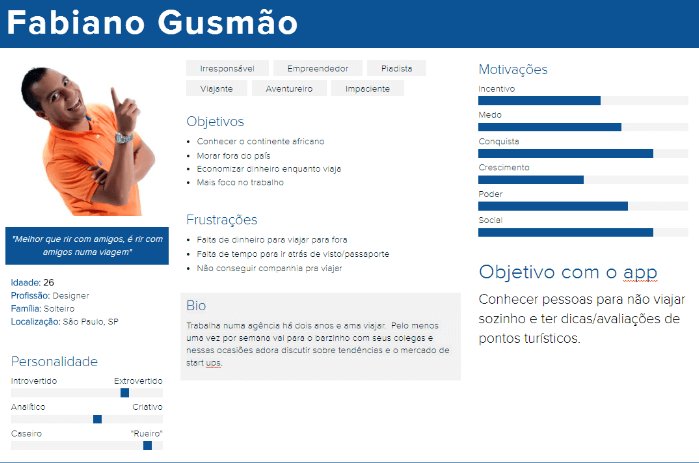 Fabiano Gusmão
"Melhor que rir com amigos, é rir com
amigos numa viagem"
Idaade: 26
Profissão: Designer
Família: Solteiro
Localização: São Paulo, SP
Personalidade
Introvertido Extrovertido
Analítico Criativo
Caseiro "Rueiro"
Irresponsável Empreendedor Piadista
Viajante Aventureiro Impaciente
Objetivos
Conhecer o continente africano
Morar fora do país
Economizar dinheiro enquanto viaja
Mais foco no trabalho
Frustrações
Falta de dinheiro para viajar para fora
Falta de tempo para ir atrás de visto/passaporte
Não conseguir companhia pra viajar
Bio
Trabalha numa agência há dois anos e ama viajar. Pelo menos
uma vez por semana vai para o barzinho com seus colegas e
nessas ocasiões adora discutir sobre tendências e o mercado de
start ups.
Motivações
Incentivo
Medo
Conquista
Crescimento
Poder
Social
Objetivo com o app
Conhecer pessoas para não viajar
sozinho e ter dicas/avaliações de
pontos turísticos.